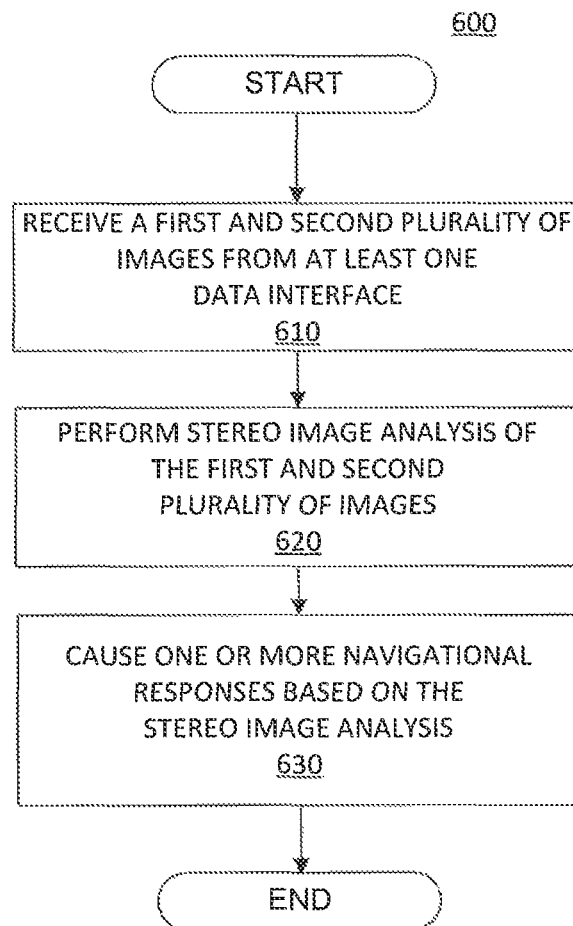 600
START
RECEIVE A FIRST AND SECOND PLURALITY OF
IMAGES FROM AT LEAST ONE
DATA INTERFACE
610
PERFORM STEREO IMAGE ANALYSIS OF
THE FIRST AND SECOND
PLURALITY OF IMAGES
620
CAUSE ONE OR MORE NAVIGATIONAL
RESPONSES BASED ON THE
STEREO IMAGE ANALYSIS
630
END